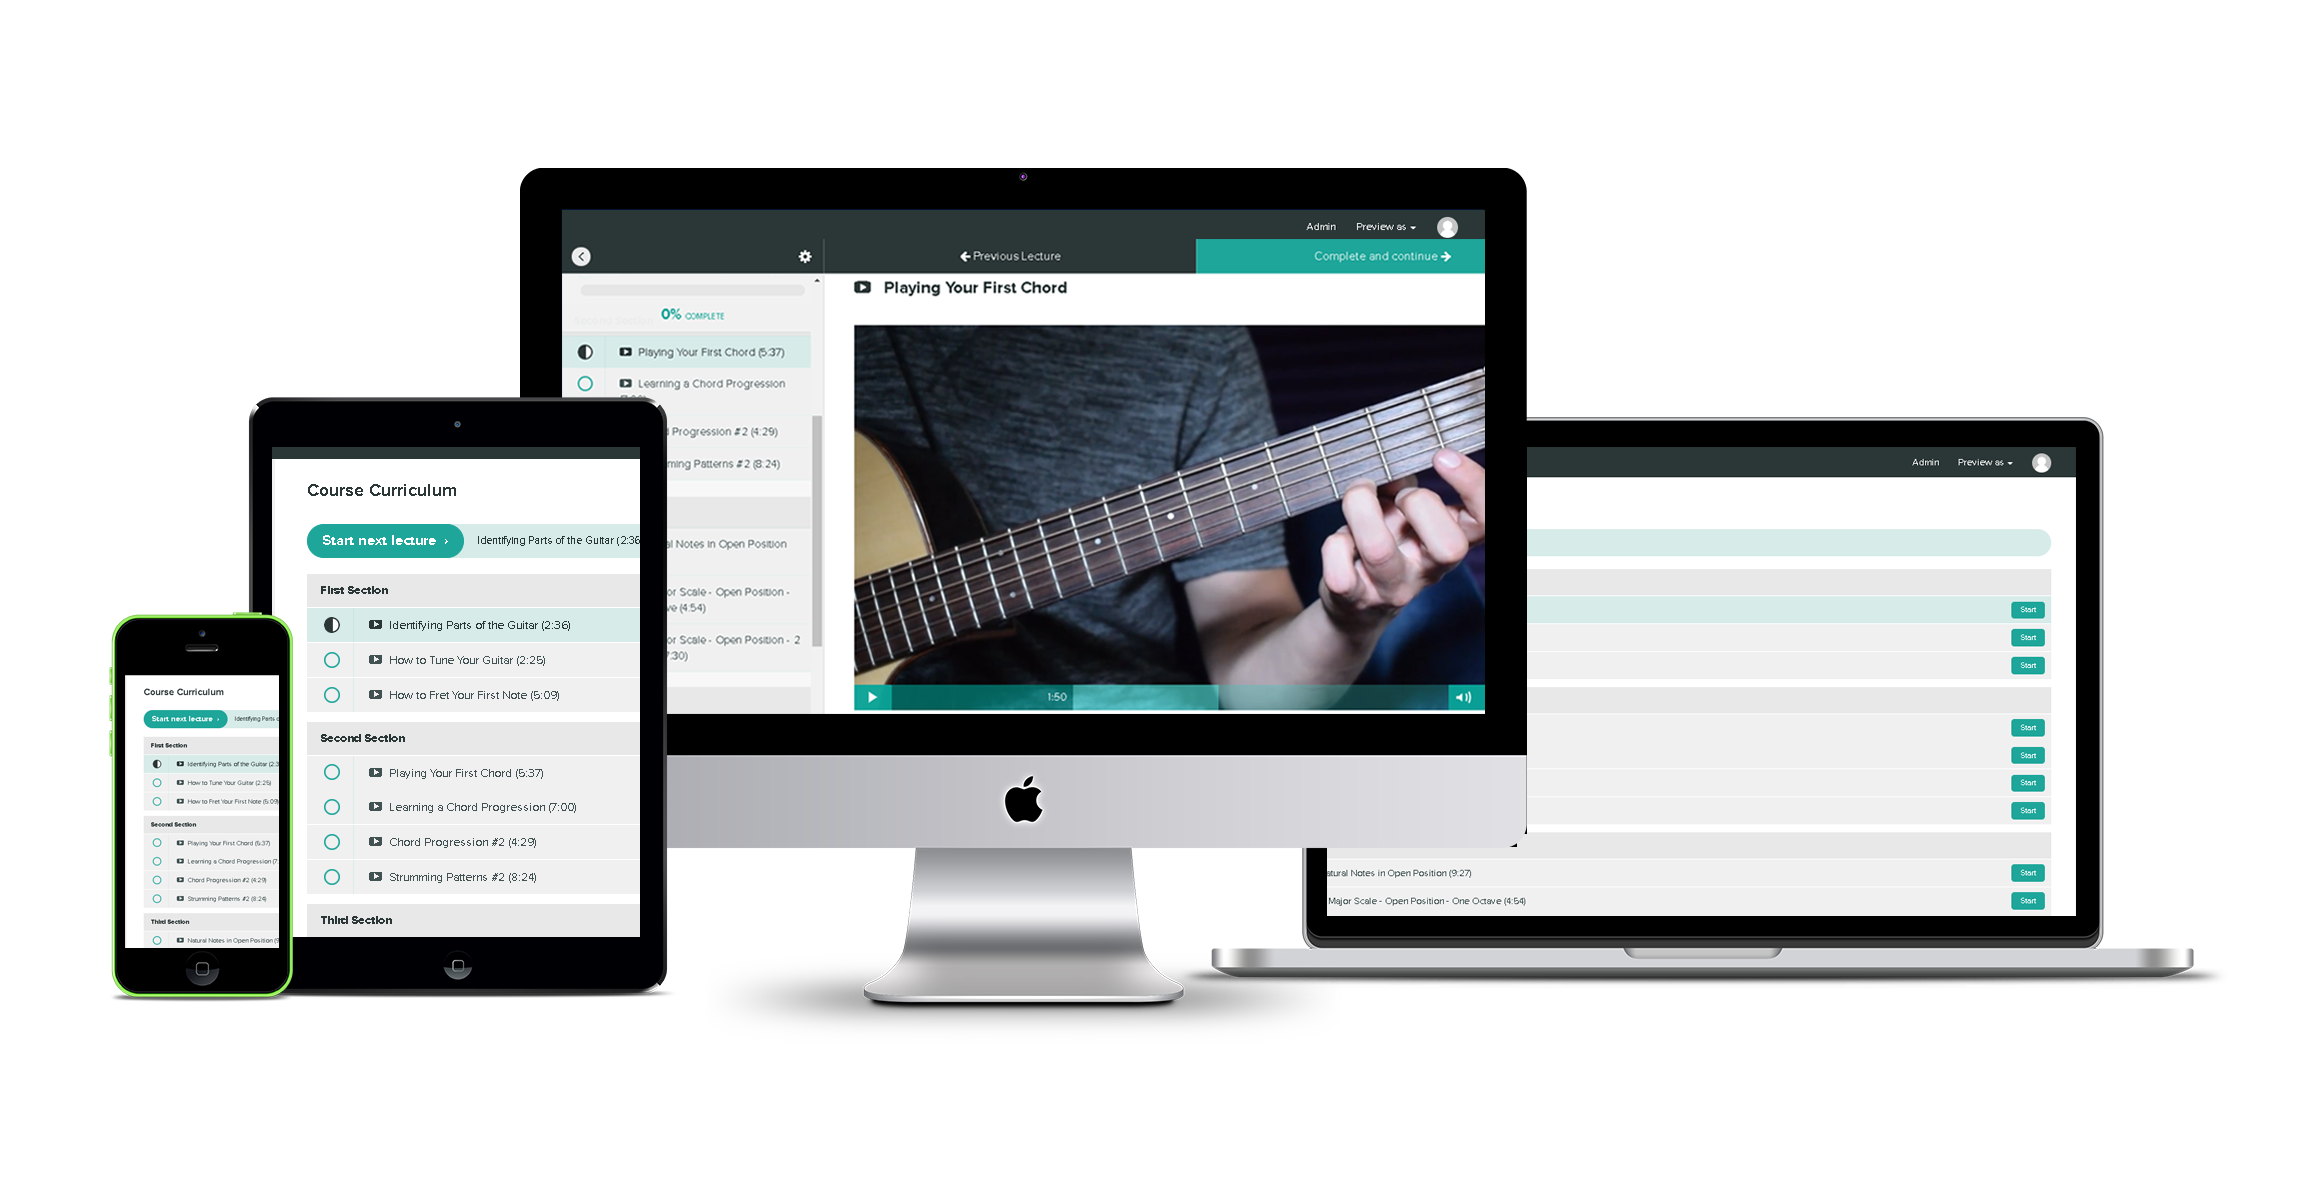 Admin Preview as
Previous Lecture
Complete and continue
Playing Your First Chord
0% COMPLETE
Playing Your First Chord (5:37)
Learning a Chord Progression
Progression #2 (4:29)
Patterns #2 (8:24)
Notes in Open Position
Scale - Open Position -
(4:54)
Scale - Open Position - 2
1:50
Course Curriculum
Start next lecture ›
Identifying Parts of the Guitar (2:36
First Section
Identifying Parts of the Guitar (2:36)
How to Tune Your Guitar (2:25)
How to Fret Your First Note (5:09)
Second Section
Playing Your First Chord (5:37)
Learning a Chord Progression (7:00)
Chord Progression #2 (4:29)
Strumming Patterns #2 (8:24)
Third Section
Course Curriculum
Start next lecture ›
Identifying Parts
First Section
Identifying Parts of the Guitar (2:3
How to Tune Your Guitar (2:25)
How to Fret Your First Note (5:09)
Second Section
Playing Your First Chord (5:37)
Learning a Chord Progression (7:
Chord Progression #2 (4:29)
Strumming Patterns #2 (8:24)
Third Section
Natural Notes in Open Position (9
Admin Preview as
Start
Start
Start
Start
Start
Start
Start
Notes in Open Position (9:27)
Start
Major Scale - Open Position - One Octave (4:54)
Start